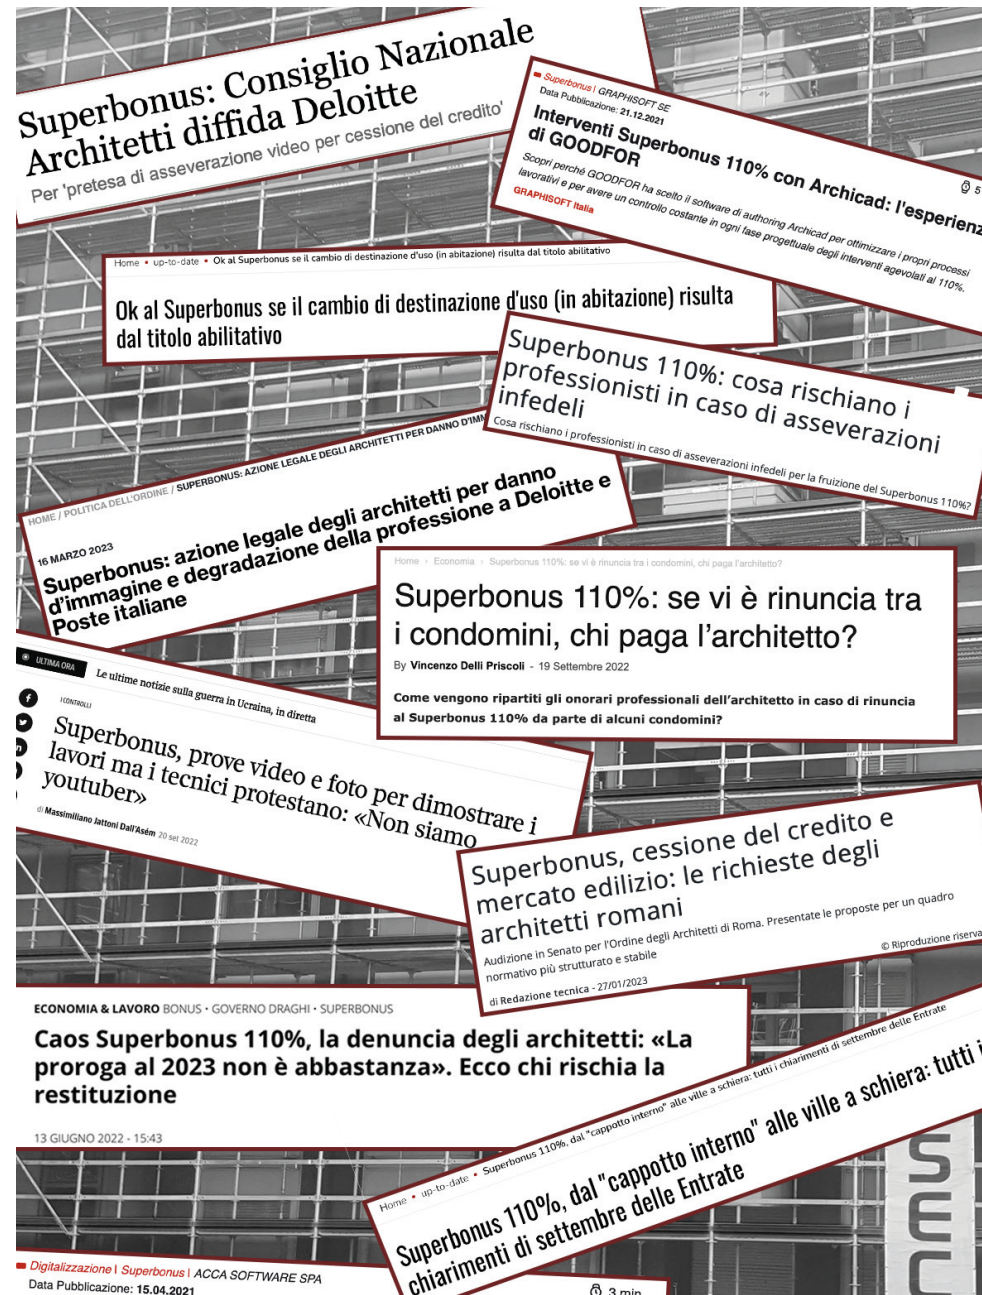 Superbonus: Consiglio Nazionale
Architetti diffida Deloitte
Per 'pretesa di asseverazione video per cessione del credito'
Superbonus | GRAPHISOFT SE
Data Pubblicazione: 21.12.2021
Interventi Superbonus 110% con Archicad: l'esperienz
di GOODFOR
5
Scopri perché GOODFOR ha scelto il software di authoring Archicad per ottimizzare i propri processi
lavorativi e per avere un controllo costante in ogni fase progettuale degli interventi agevolati al 110%.
GRAPHISOFT Italia
Home • up-to-date • Ok al Superbonus se il cambio di destinazione d'uso (in abitazione) risulta dal titolo abilitativo
Ok al Superbonus se il cambio di destinazione d'uso (in abitazione) risulta
dal titolo abilitativo
Superbonus 110%: cosa rischiano i
professionisti in caso di asseverazioni
infedeli
Cosa rischiano i professionisti in caso di asseverazioni infedeli per la fruizione del Superbonus 110%?
HOME / POLITICA DELL'ORDINE / SUPERBONUS: AZIONE LEGALE DEGLI ARCHITETTI PER DANNO D'IMM
16 MARZO 2023
Superbonus: azione legale degli architetti per danno
d'immagine e degradazione della professione a Deloitte e
Poste italiane
Home › Economia › Superbonus 110%: se vi è rinuncia tra i condomini, chi paga l'architetto?
Superbonus 110%: se vi è rinuncia tra
i condomini, chi paga l'architetto?
By Vincenzo Delli Priscoli - 19 Settembre 2022
Come vengono ripartiti gli onorari professionali dell'architetto in caso di rinuncia
al Superbonus 110% da parte di alcuni condomini?
ULTIMA ORA Le ultime notizie sulla guerra in Ucraina, in diretta
I CONTROLLI
Superbonus, prove video e foto per dimostrare i
lavori ma i tecnici protestano: «Non siamo
youtuber»
di Massimiliano Jattoni Dall'Asén 20 set 2022
Superbonus, cessione del credito e
mercato edilizio: le richieste degli
architetti romani
Audizione in Senato per l'Ordine degli Architetti di Roma. Presentate le proposte per un quadro
normativo più strutturato e stabile
di Redazione tecnica - 27/01/2023
© Riproduzione riserva
ECONOMIA & LAVORO BONUS • GOVERNO DRAGHI • SUPERBONUS
Caos Superbonus 110%, la denuncia degli architetti: «La
proroga al 2023 non è abbastanza». Ecco chi rischia la
restituzione
13 GIUGNO 2022 - 15:43
Home • up-to-date • Superbonus 110%, dal "cappotto interno" alle ville a schiera: tutti i chiarimenti di settembre delle Entrate
Superbonus 110%, dal "cappotto interno" alle ville a schiera: tutti i
chiarimenti di settembre delle Entrate
SEC
Digitalizzazione | Superbonus | ACCA SOFTWARE SPA
Data Pubblicazione: 15.04.2021
3 min